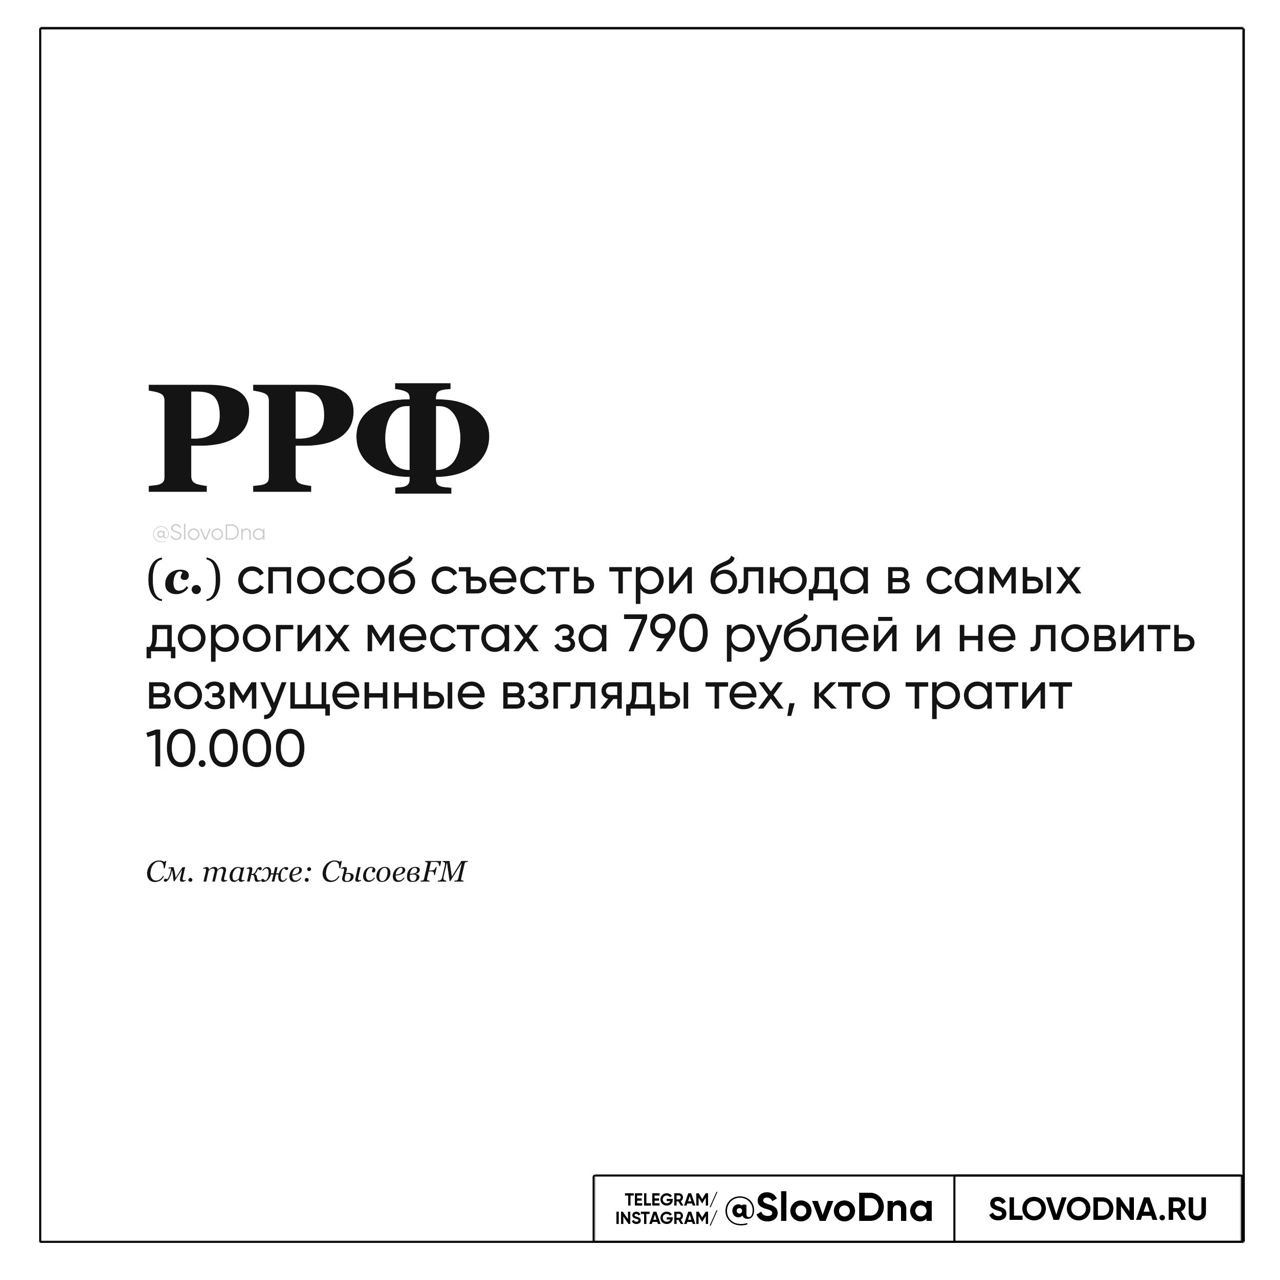 РРФ
@SlovoDna
(с.) способ съесть три блюда в самых
дорогих местах за 790 рублей и не ловить
возмущенные взгляды тех, кто тратит
10.000
См. также: СысоевFM
TELEGRAM/
INSTAGRAM/
@SlovoDna
SLOVODNA.RU